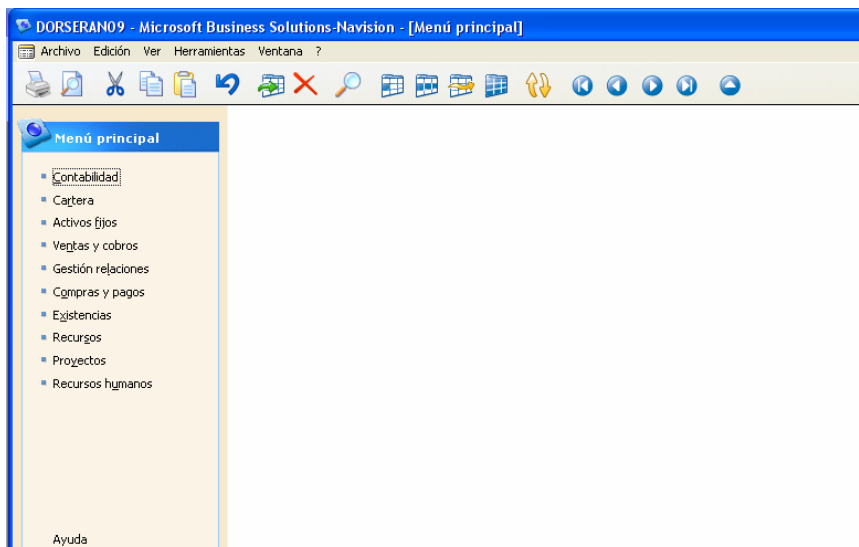 DORSERAN09 - Microsoft Business Solutions-Navision - [Menú principal]
Archivo Edición Ver Herramientas Ventana ?
Menú principal
Contabilidad
Cartera
Activos fijos
Ventas y cobros
Gestión relaciones
Compras y pagos
Existencias
Recursos
Proyectos
Recursos humanos
Ayuda